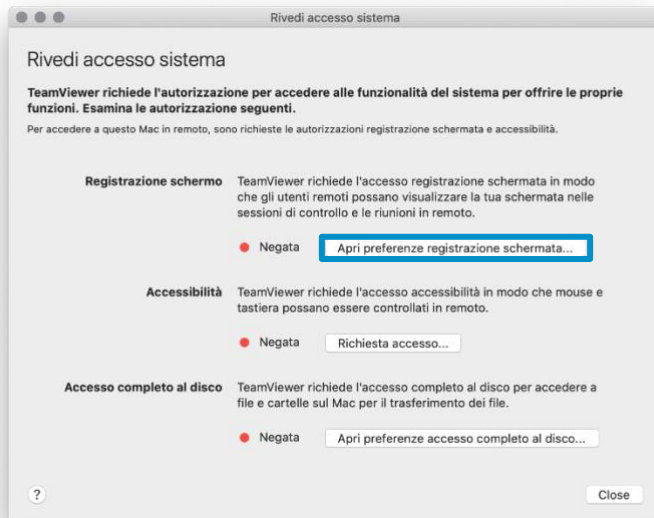 Rivedi accesso sistema
Rivedi accesso sistema
TeamViewer richiede l'autorizzazione per accedere alle funzionalità del sistema per offrire le proprie
funzioni. Esamina le autorizzazione seguenti.
Per accedere a questo Mac in remoto, sono richieste le autorizzazioni registrazione schermata e accessibilità.
Registrazione schermo TeamViewer richiede l'accesso registrazione schermata in modo
che gli utenti remoti possano visualizzare la tua schermata nelle
sessioni di controllo e le riunioni in remoto.
Negata Apri preferenze registrazione schermata...
Accessibilità TeamViewer richiede l'accesso accessibilità in modo che mouse e
tastiera possano essere controllati in remoto.
Negata Richiesta accesso...
Accesso completo al disco TeamViewer richiede l'accesso completo al disco per accedere a
file e cartelle sul Mac per il trasferimento dei file.
Negata Apri preferenze accesso completo al disco...
? Close